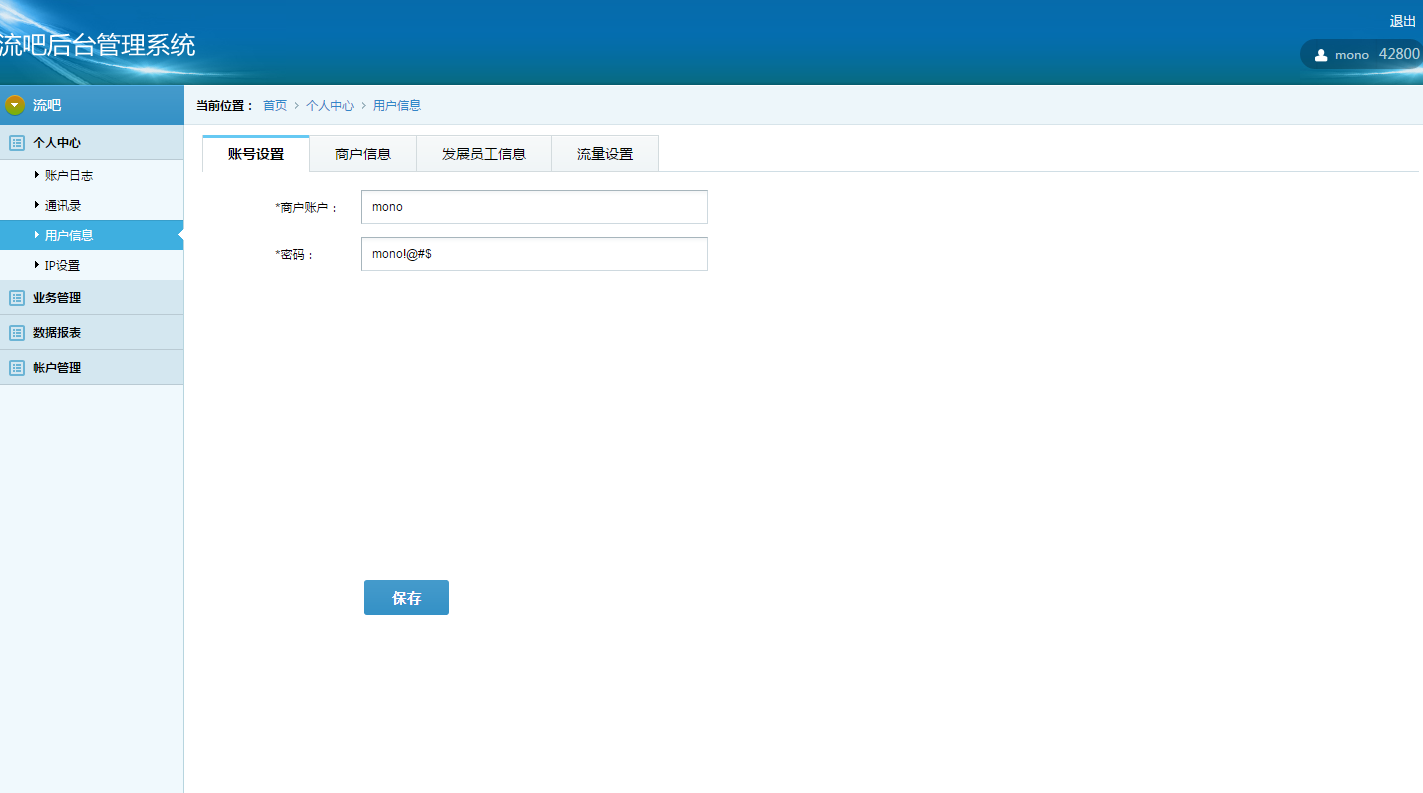 退出
流吧后台管理系统
mono 42800
流吧
当前位置： 首页 > 个人中心 > 用户信息
个人中心
账户日志
通讯录
用户信息
IP设置
业务管理
数据报表
帐户管理
账号设置 商户信息 发展员工信息 流量设置
*商户账户： mono
*密码： mono!@#$
保存